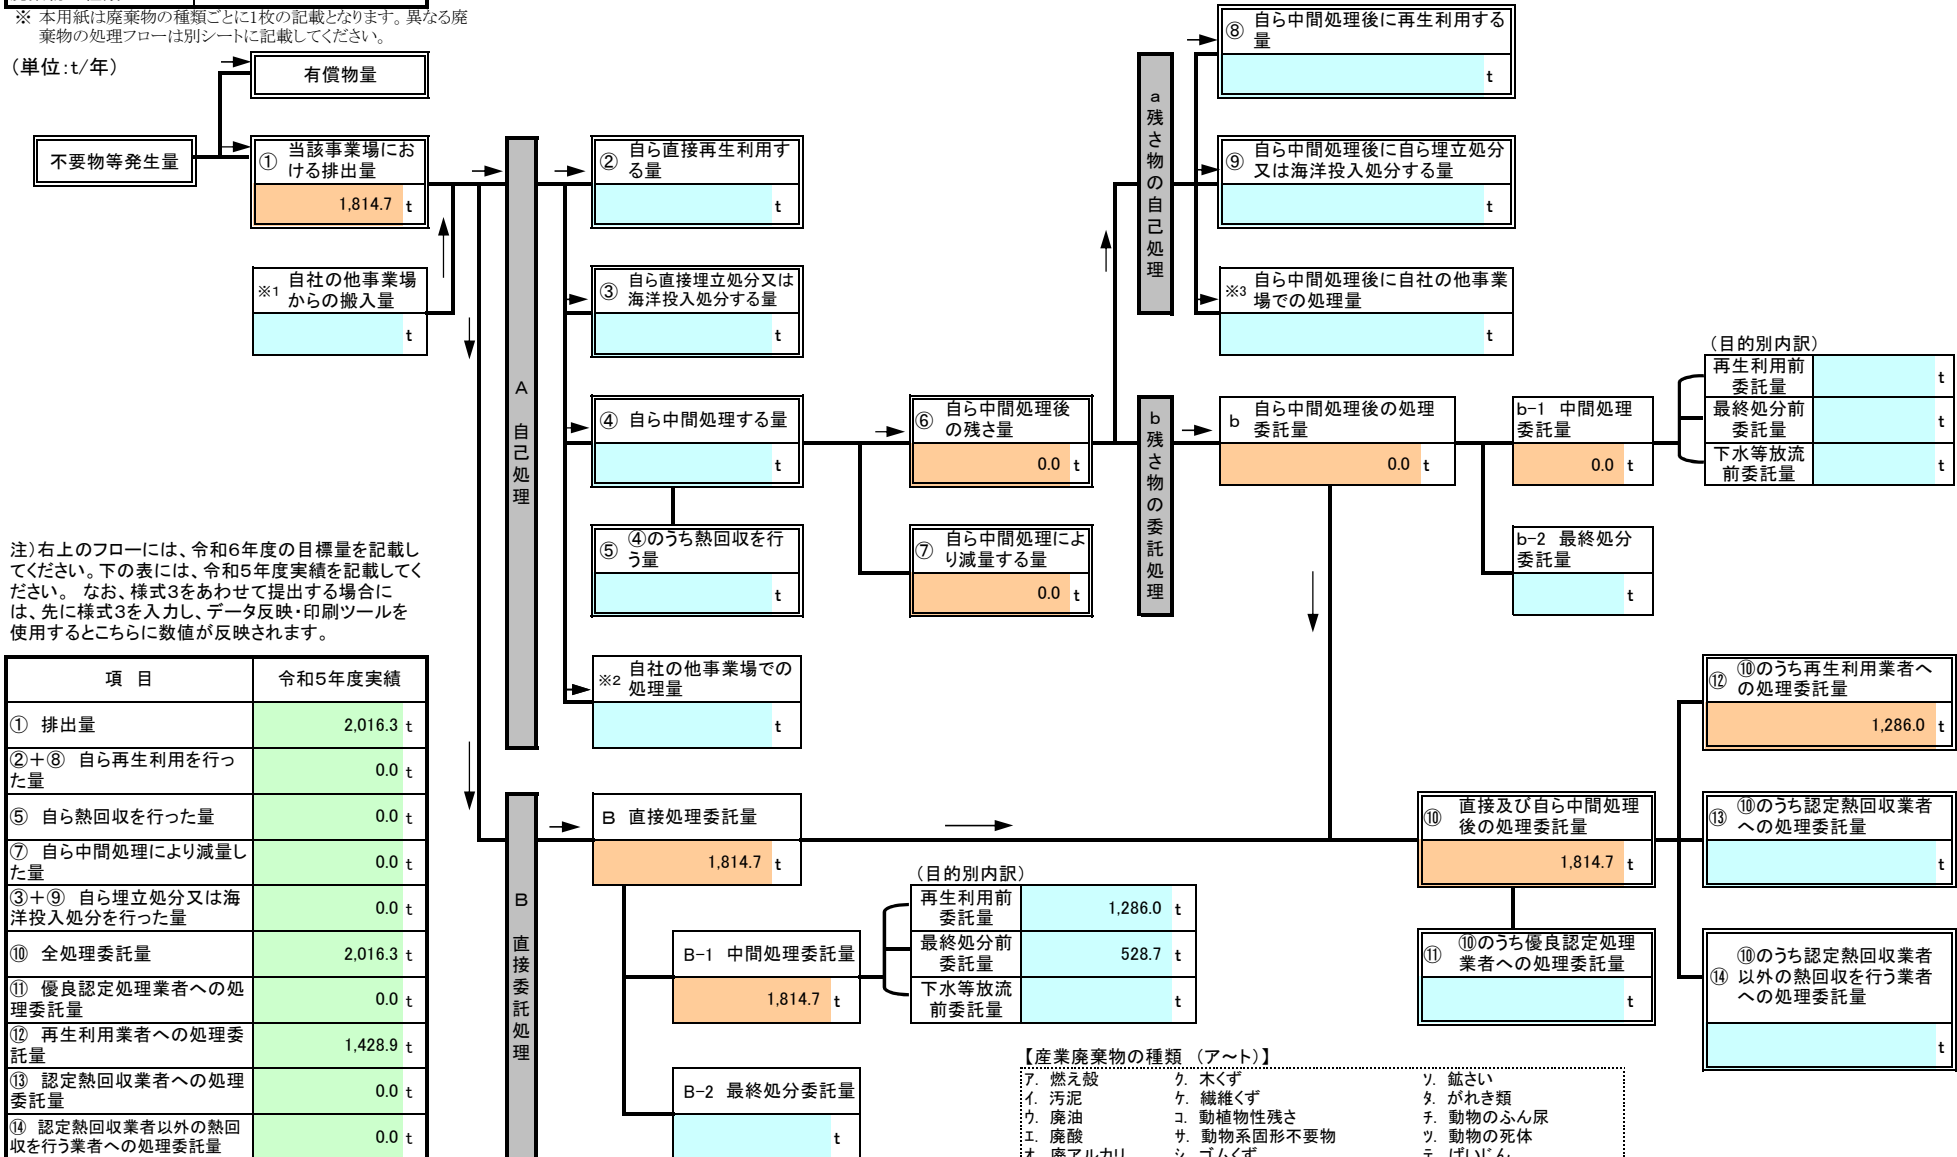 ※ 本用紙は廃棄物の種類ごとに1枚の記載となります。異なる廃
棄物の処理フローは別シートに記載してください。
(単位:t/年)
不要物等発生量
有償物量
① 当該事業場にお
ける排出量
1,814.7 t
※1 自社の他事業場
からの搬入量
t
A 自己処理
② 自ら直接再生利用す
る量
t
③ 自ら直接埋立処分又は
海洋投入処分する量
t
④ 自ら中間処理する量
t
⑤ ④のうち熱回収を行
う量
t
※2 自社の他事業場での
処理量
t
⑥ 自ら中間処理後
の残さ量
0.0 t
⑦ 自ら中間処理によ
り減量する量
0.0 t
a 残さ物の自己処理
⑧ 自ら中間処理後に再生利用する
量
t
⑨ 自ら中間処理後に自ら埋立処分
又は海洋投入処分する量
t
※3 自ら中間処理後に自社の他事業
場での処理量
t
b 残さ物の委託処理
b 自ら中間処理後の処理
委託量
0.0 t
b-1 中間処理
委託量
0.0 t
b-2 最終処分
委託量
t
(目的別内訳)
再生利用前
委託量
t
最終処分前
委託量
t
下水等放流
前委託量
t
注)右上のフローには、令和6年度の目標量を記載し
てください。下の表には、令和5年度実績を記載してく
ださい。 なお、様式3をあわせて提出する場合に
は、先に様式3を入力し、データ反映・印刷ツールを
使用するとこちらに数値が反映されます。
項 目 令和5年度実績
① 排出量 2,016.3 t
②+⑧ 自ら再生利用を行っ
た量 0.0 t
⑤ 自ら熱回収を行った量 0.0 t
⑦ 自ら中間処理により減量し
た量 0.0 t
③+⑨ 自ら埋立処分又は海
洋投入処分を行った量 0.0 t
⑩ 全処理委託量 2,016.3 t
⑪ 優良認定処理業者への処
理委託量 0.0 t
⑫ 再生利用業者への処理委
託量 1,428.9 t
⑬ 認定熱回収業者への処理
委託量 0.0 t
⑭ 認定熱回収業者以外の熱回
収を行う業者への処理委託量 0.0 t
B 直接委託処理
B 直接処理委託量
1,814.7 t
B-1 中間処理委託量
1,814.7 t
B-2 最終処分委託量
t
(目的別内訳)
再生利用前
委託量
1,286.0 t
最終処分前
委託量
528.7 t
下水等放流
前委託量
t
⑩ 直接及び自ら中間処理
後の処理委託量
1,814.7 t
⑪ ⑩のうち優良認定処理
業者への処理委託量
t
⑫ ⑩のうち再生利用業者へ
の処理委託量
1,286.0 t
⑬ ⑩のうち認定熱回収業者
への処理委託量
t
⑭ ⑩のうち認定熱回収業者
以外の熱回収を行う業者
への処理委託量
t
【産業廃棄物の種類 (ア~ト)】
ア. 燃え殻 ク. 木くず ソ. 鉱さい
イ. 汚泥 ケ. 繊維くず タ. がれき類
ウ. 廃油 コ. 動植物性残さ チ. 動物のふん尿
エ. 廃酸 サ. 動物系固形不要物 ツ. 動物の死体
オ. 廃アルカリ シ. ゴムくず テ. ばいじん